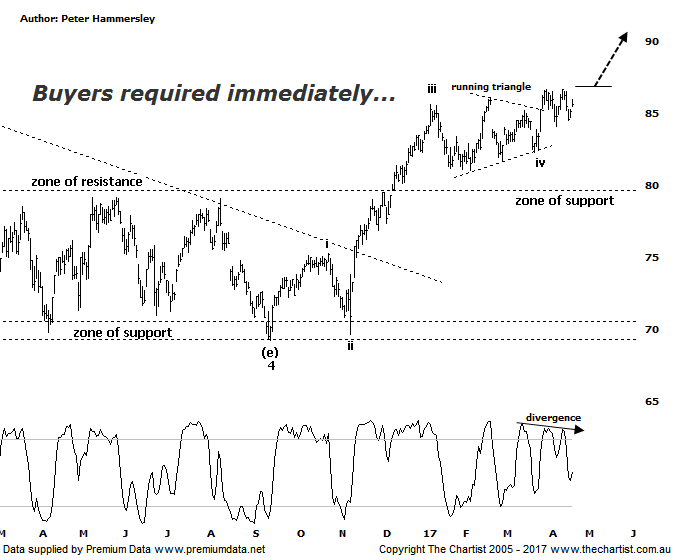 Author: Peter Hammersley
90
Buyers required immediately...
iii
running triangle
85
iv
zone of resistance
80
zone of support
i
75
zone of support
70
ii
(e)
4
65
divergence
M A M J J A S O N D 17 F M A M J
Data supplied by Premium Data www.premiumdata.net
Copyright The Chartist 2005 - 2017 www.thechartist.com.au